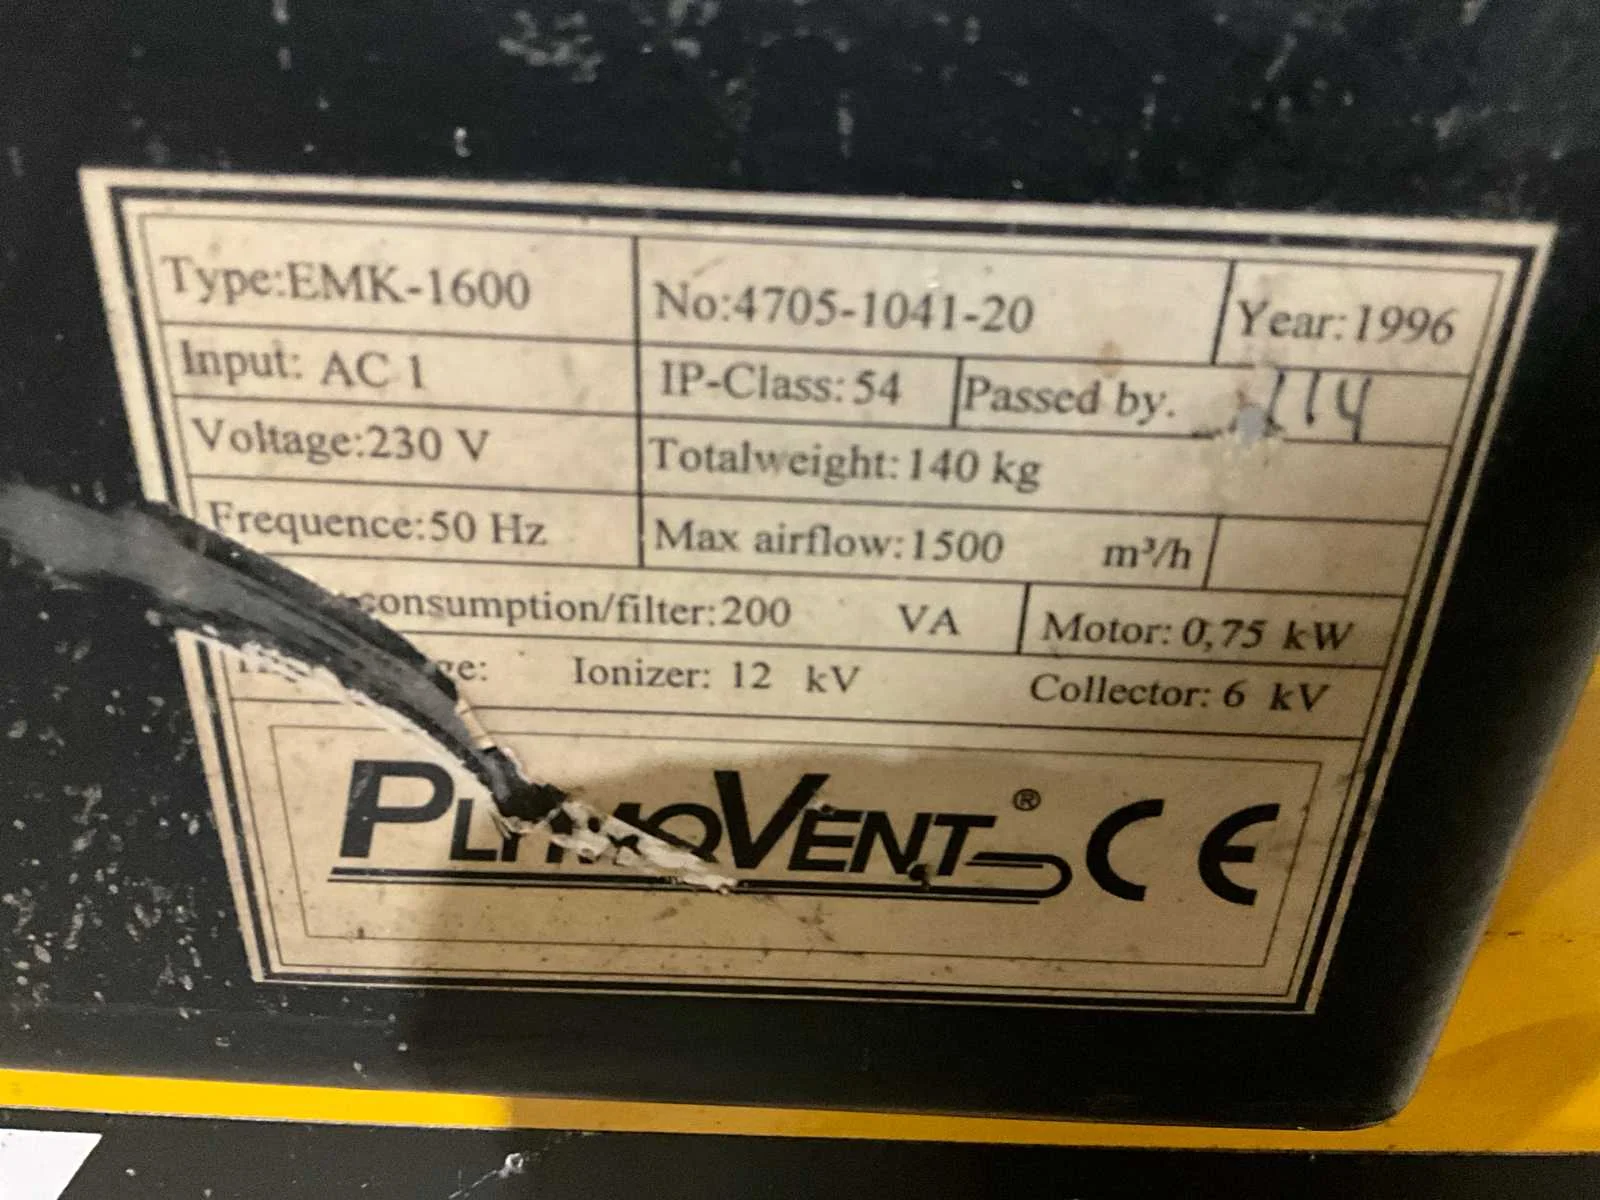 Type:EMK-1600 No:4705-1041-20 Year:1996
Input: AC 1 IP-Class:54 Passed by.
Voltage:230 V Totalweight:140 kg
Frequence:50 Hz Max airflow:1500 m³/h
consumption/filter:200 VA Motor:0,75 kW
Ionizer: 12 kV Collector: 6 kV
PLYMOVENT® CE